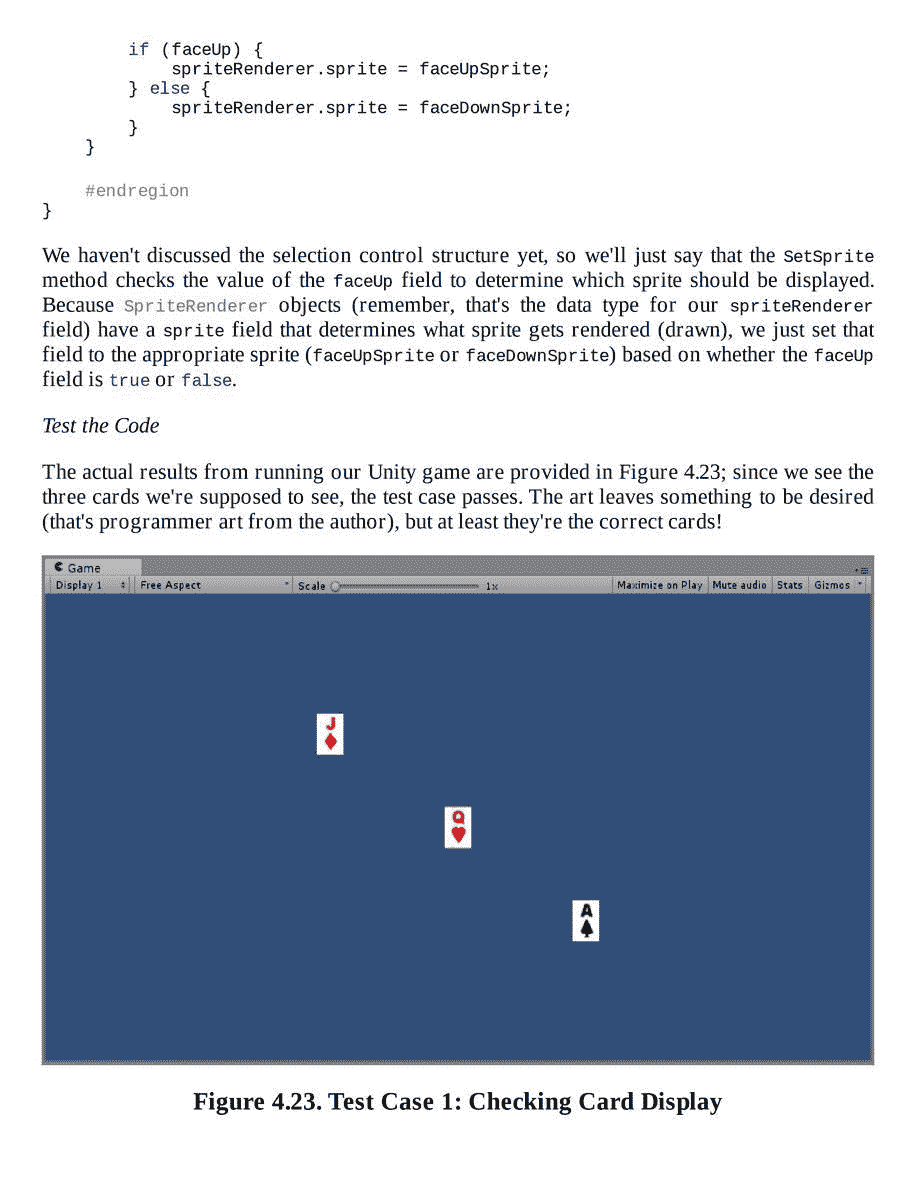 if (faceUp) {
spriteRenderer.sprite = faceUpSprite;
} else {
spriteRenderer.sprite = faceDownSprite;
}
}
#endregion
}
We haven't discussed the selection control structure yet, so we'll just say that the SetSprite
method checks the value of the faceUp field to determine which sprite should be displayed.
Because SpriteRenderer objects (remember, that's the data type for our spriteRenderer
field) have a sprite field that determines what sprite gets rendered (drawn), we just set that
field to the appropriate sprite (faceUpSprite or faceDownSprite) based on whether the faceUp
field is true or false.
Test the Code
The actual results from running our Unity game are provided in Figure 4.23; since we see the
three cards we're supposed to see, the test case passes. The art leaves something to be desired
(that's programmer art from the author), but at least they're the correct cards!
Game
Display 1 Free Aspect Scale 1x Maximize on Play Mute audio Stats Gizmos
J
Q
A
Figure 4.23. Test Case 1: Checking Card Display